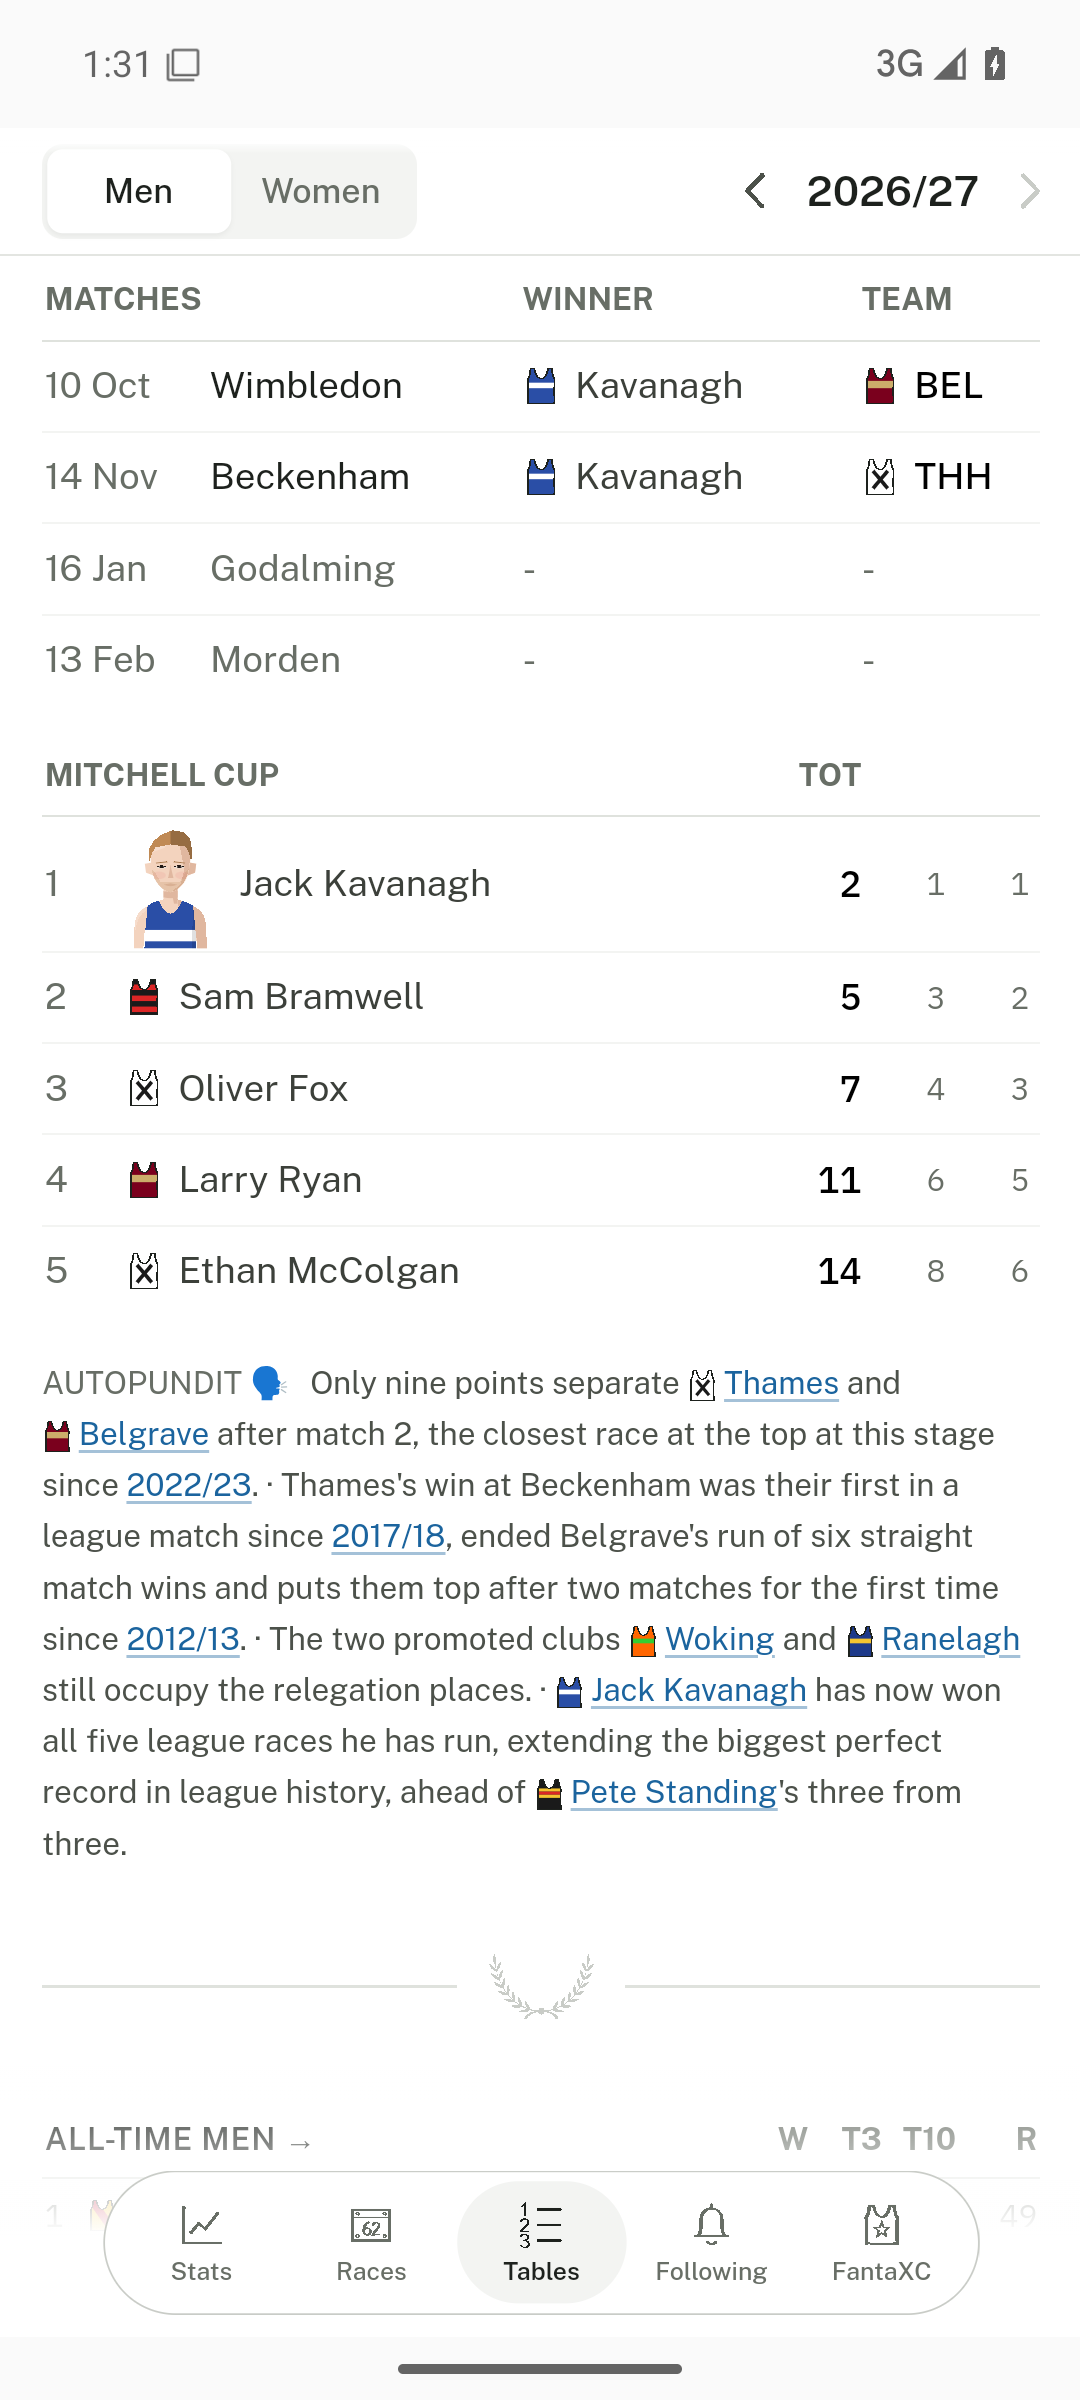 1:31
3G
Men Women 2026/27
MATCHES WINNER TEAM
10 Oct Wimbledon Kavanagh BEL
14 Nov Beckenham Kavanagh THH
16 Jan Godalming - -
13 Feb Morden - -
MITCHELL CUP TOT
1 Jack Kavanagh 2 1 1
2 Sam Bramwell 5 3 2
3 Oliver Fox 7 4 3
4 Larry Ryan 11 6 5
5 Ethan McColgan 14 8 6
AUTOPUNDIT 🗣 Only nine points separate Thames and
Belgrave after match 2, the closest race at the top at this stage
since 2022/23. · Thames's win at Beckenham was their first in a
league match since 2017/18, ended Belgrave's run of six straight
match wins and puts them top after two matches for the first time
since 2012/13. · The two promoted clubs Woking and Ranelagh
still occupy the relegation places. · Jack Kavanagh has now won
all five league races he has run, extending the biggest perfect
record in league history, ahead of Pete Standing's three from
three.
ALL-TIME MEN → W T3 T10 R
1 49
Stats Races Tables Following FantaXC